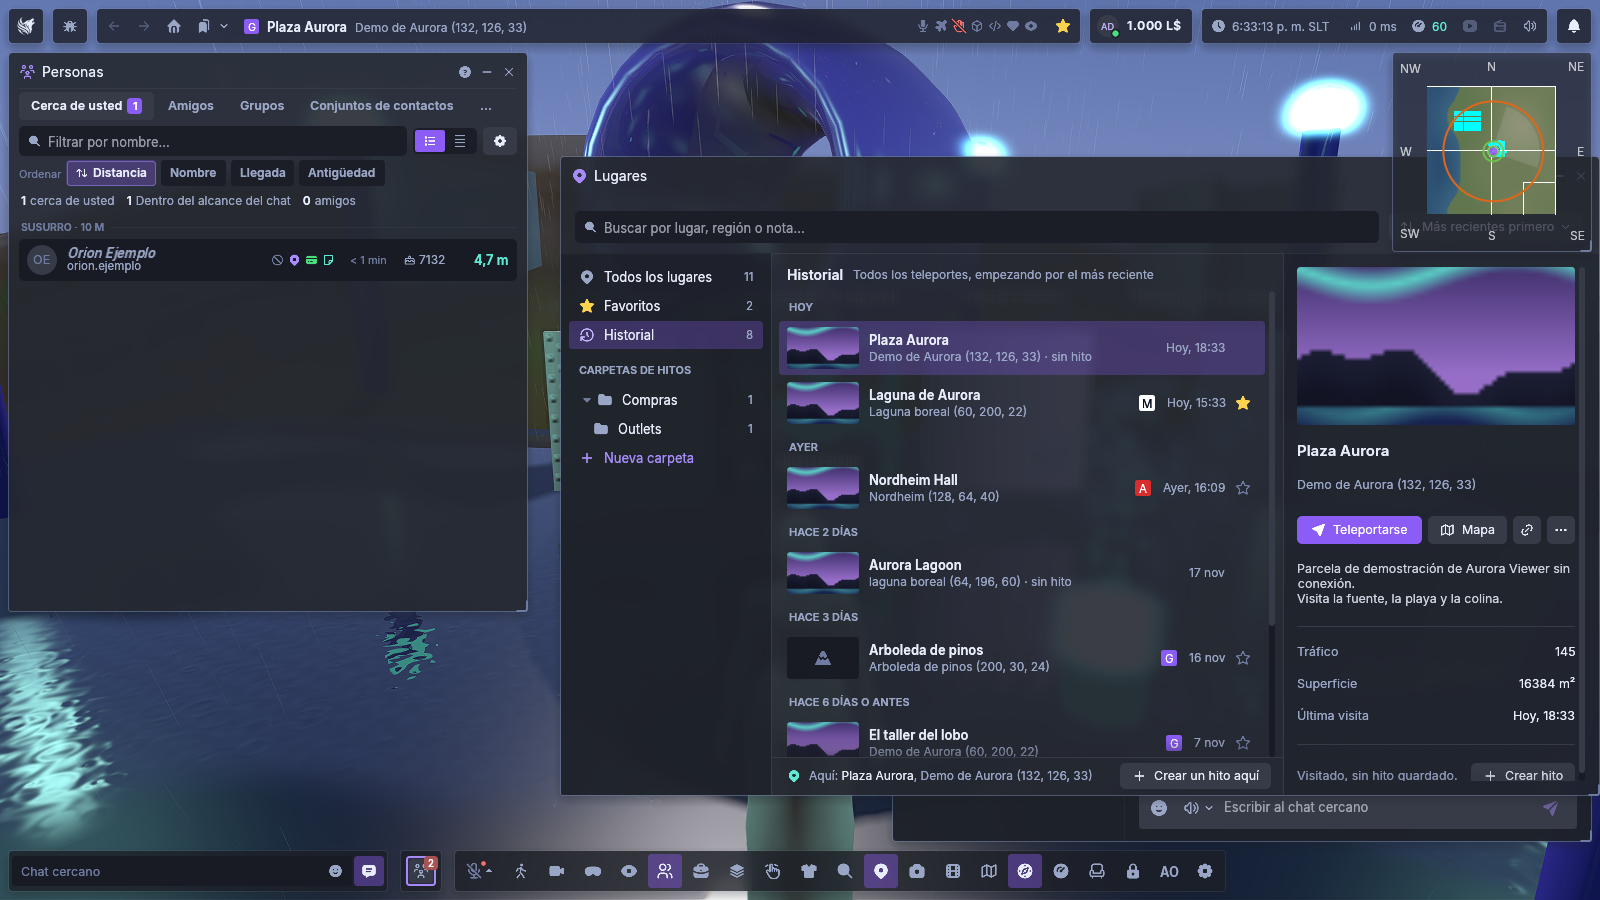 Plaza Aurora Demo de Aurora (132, 126, 33)
AD 1.000 L$
6:33:13 p. m. SLT
0 ms
60
Personas
Cerca de usted 1
Amigos
Grupos
Conjuntos de contactos
...
Filtrar por nombre...
Ordenar
Distancia
Nombre
Llegada
Antigüedad
1 cerca de usted 1 Dentro del alcance del chat 0 amigos
SUSURRO · 10 M
OE
Orion Ejemplo
orion.ejemplo
< 1 min
7132
4,7 m
NW N NE
W E
SW S SE
Lugares
Buscar por lugar, región o nota...
Más recientes primero
Todos los lugares 11
Favoritos 2
Historial 8
CARPETAS DE HITOS
Compras 1
Outlets 1
Nueva carpeta
Historial Todos los teleportes, empezando por el más reciente
HOY
Plaza Aurora
Demo de Aurora (132, 126, 33) · sin hito
Hoy, 18:33
Laguna de Aurora
Laguna boreal (60, 200, 22)
M Hoy, 15:33
AYER
Nordheim Hall
Nordheim (128, 64, 40)
A Ayer, 16:09
HACE 2 DÍAS
Aurora Lagoon
laguna boreal (64, 196, 60) · sin hito
17 nov
HACE 3 DÍAS
Arboleda de pinos
Arboleda de pinos (200, 30, 24)
G 16 nov
HACE 6 DÍAS O ANTES
El taller del lobo
Demo de Aurora (60, 200, 22)
G 7 nov
Aquí: Plaza Aurora, Demo de Aurora (132, 126, 33)
Crear un hito aquí
Plaza Aurora
Demo de Aurora (132, 126, 33)
Teleportarse
Mapa
Parcela de demostración de Aurora Viewer sin
conexión.
Visita la fuente, la playa y la colina.
Tráfico 145
Superficie 16384 m²
Última visita Hoy, 18:33
Visitado, sin hito guardado.
Crear hito
Escribir al chat cercano
Chat cercano
2
AO